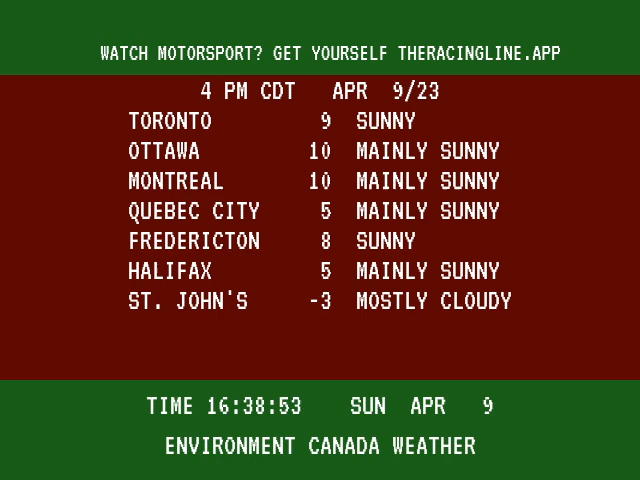 WATCH MOTORSPORT? GET YOURSELF THERACINGLINE.APP
4 PM CDT APR 9/23
TORONTO 9 SUNNY
OTTAWA 10 MAINLY SUNNY
MONTREAL 10 MAINLY SUNNY
QUEBEC CITY 5 MAINLY SUNNY
FREDERICTON 8 SUNNY
HALIFAX 5 MAINLY SUNNY
ST. JOHN'S -3 MOSTLY CLOUDY
TIME 16:38:53 SUN APR 9
ENVIRONMENT CANADA WEATHER